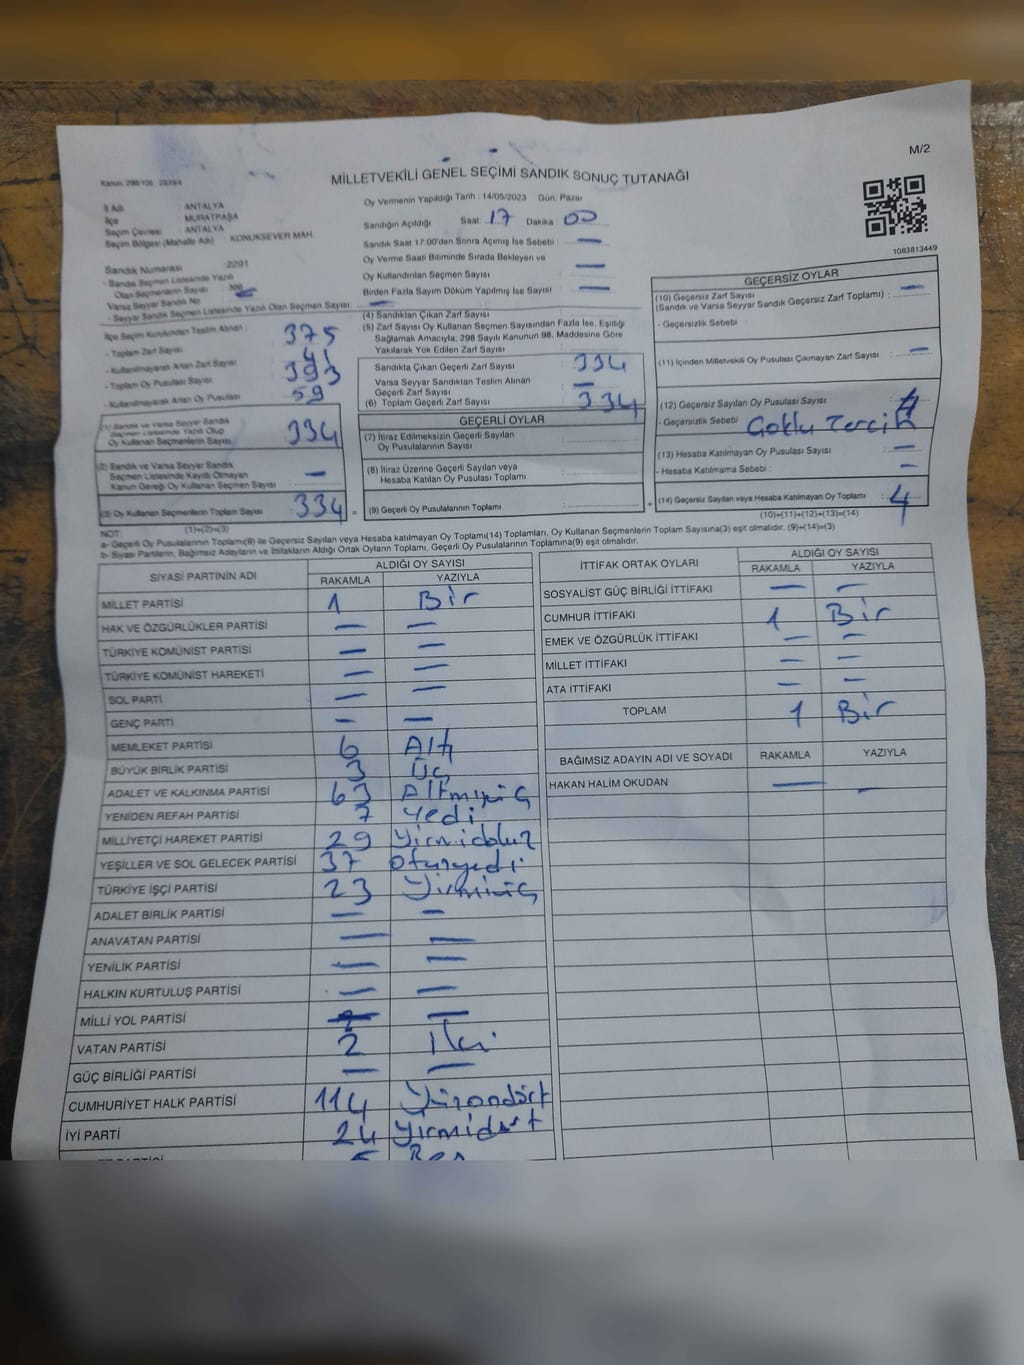 M/2
Kanun: 298/105 - 2839/4
MİLLETVEKİLİ GENEL SEÇİMİ SANDIK SONUÇ TUTANAĞI
1083813449
İl Adı : ANTALYA
İlçe : MURATPAŞA
Seçim Çevresi : ANTALYA
Seçim Bölgesi (Mahalle Adı) : KONUKSEVER MAH.
Sandık Numarası : 2291
- Sandık Seçmen Listesinde Yazılı
Olan Seçmenlerin Sayısı :
Varsa Seyyar Sandık No : —
- Seyyar Sandık Seçmen Listesinde Yazılı Olan Seçmen Sayısı: —
Oy Vermenin Yapıldığı Tarih : 14/05/2023 Gün: Pazar
Sandığın Açıldığı Saat: 17 Dakika : 00
Sandık Saat 17:00'den Sonra Açılmış İse Sebebi : —
Oy Verme Saati Bitiminde Sırada Bekleyen ve
Oy Kullandırılan Seçmen Sayısı : —
Birden Fazla Sayım Döküm Yapılmış İse Sayısı : —
İlçe Seçim Kurulundan Teslim Alınan :
- Toplam Zarf Sayısı : 375
- Kullanılmayarak Artan Zarf Sayısı : 41
- Toplam Oy Pusulası Sayısı : 393
- Kullanılmayarak Artan Oy Pusulası : 59
(1) Sandık ve Varsa Seyyar Sandık
Seçmen Listesinde Yazılı Olup
Oy Kullanan Seçmenlerin Sayısı : 334
(2) Sandık ve Varsa Seyyar Sandık
Seçmen Listesinde Kayıtlı Olmayan
Kanun Gereği Oy Kullanan Seçmen Sayısı : —
(3) Oy Kullanan Seçmenlerin Toplam Sayısı : 334
(1)+(2)=(3)
(4) Sandıktan Çıkan Zarf Sayısı :
(5) Zarf Sayısı Oy Kullanan Seçmen Sayısından Fazla İse, Eşitliği
Sağlamak Amacıyla; 298 Sayılı Kanunun 98. Maddesine Göre
Yakılarak Yok Edilen Zarf Sayısı :
Sandıkta Çıkan Geçerli Zarf Sayısı : 334
Varsa Seyyar Sandıktan Teslim Alınan
Geçerli Zarf Sayısı : —
(6) Toplam Geçerli Zarf Sayısı : 334
GEÇERLİ OYLAR
(7) İtiraz Edilmeksizin Geçerli Sayılan
Oy Pusulalarının Sayısı :
(8) İtiraz Üzerine Geçerli Sayılan veya
Hesaba Katılan Oy Pusulası Toplamı :
= (9) Geçerli Oy Pusulalarının Toplamı : +
GEÇERSİZ OYLAR
(10) Geçersiz Zarf Sayısı
(Sandık ve Varsa Seyyar Sandık Geçersiz Zarf Toplamı) : —
- Geçersizlik Sebebi :
(11) İçinden Milletvekili Oy Pusulası Çıkmayan Zarf Sayısı : —
(12) Geçersiz Sayılan Oy Pusulası Sayısı : 4
- Geçersizlik Sebebi : Çoklu Tercih
(13) Hesaba Katılmayan Oy Pusulası Sayısı : —
- Hesaba Katılmama Sebebi : —
(14) Geçersiz Sayılan veya Hesaba Katılmayan Oy Toplamı : 4
(10)+(11)+(12)+(13)=(14)
NOT:
a- Geçerli Oy Pusulaları Toplamı(9) ile Geçersiz Sayılan veya Hesaba katılmayan Oy Toplamı(14) Toplamları, Oy Kullanan Seçmenlerin Toplam Sayısına(3) eşit olmalıdır. (9)+(14)=(3)
b- Siyasi Partilerin, Bağımsız Adayların ve İttifakların Aldığı Ortak Oyların Toplamı, Geçerli Oy Pusulalarının Toplamına(9) eşit olmalıdır.
SİYASİ PARTİNİN ADI ALDIĞI OY SAYISI
RAKAMLA YAZIYLA
MİLLET PARTİSİ 1 Bir
HAK VE ÖZGÜRLÜKLER PARTİSİ — —
TÜRKİYE KOMÜNİST PARTİSİ — —
TÜRKİYE KOMÜNİST HAREKETİ — —
SOL PARTİ — —
GENÇ PARTİ — —
MEMLEKET PARTİSİ 6 Altı
BÜYÜK BİRLİK PARTİSİ 3 Üç
ADALET VE KALKINMA PARTİSİ 63 Altmışüç
YENİDEN REFAH PARTİSİ 7 Yedi
MİLLİYETÇİ HAREKET PARTİSİ 29 Yirmidokuz
YEŞİLLER VE SOL GELECEK PARTİSİ 37 Otuzyedi
TÜRKİYE İŞÇİ PARTİSİ 23 Yirmiüç
ADALET BİRLİK PARTİSİ — —
ANAVATAN PARTİSİ — —
YENİLİK PARTİSİ — —
HALKIN KURTULUŞ PARTİSİ — —
MİLLİ YOL PARTİSİ — —
VATAN PARTİSİ 2 İki
GÜÇ BİRLİĞİ PARTİSİ — —
CUMHURİYET HALK PARTİSİ 114 Yüzondört
İYİ PARTİ 24 Yirmidört
İTTİFAK ORTAK OYLARI ALDIĞI OY SAYISI
RAKAMLA YAZIYLA
SOSYALİST GÜÇ BİRLİĞİ İTTİFAKI — —
CUMHUR İTTİFAKI 1 Bir
EMEK VE ÖZGÜRLÜK İTTİFAKI — —
MİLLET İTTİFAKI — —
ATA İTTİFAKI — —
TOPLAM 1 Bir
BAĞIMSIZ ADAYIN ADI VE SOYADI RAKAMLA YAZIYLA
HAKAN HALİM OKUDAN — —